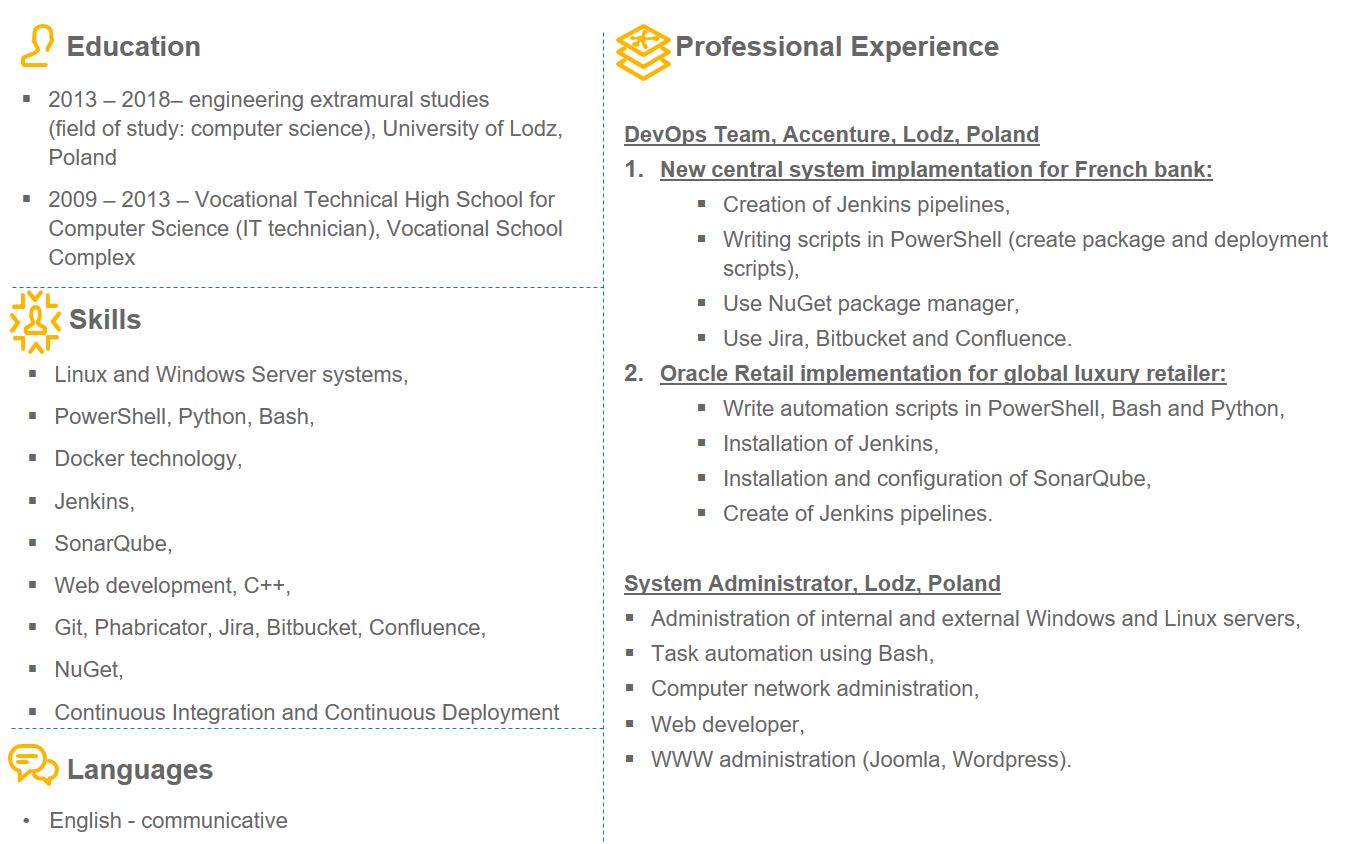 Education
▪ 2013 – 2018– engineering extramural studies
(field of study: computer science), University of Lodz,
Poland
▪ 2009 – 2013 – Vocational Technical High School for
Computer Science (IT technician), Vocational School
Complex
Skills
▪ Linux and Windows Server systems,
▪ PowerShell, Python, Bash,
▪ Docker technology,
▪ Jenkins,
▪ SonarQube,
▪ Web development, C++,
▪ Git, Phabricator, Jira, Bitbucket, Confluence,
▪ NuGet,
▪ Continuous Integration and Continuous Deployment
Languages
• English - communicative
Professional Experience
DevOps Team, Accenture, Lodz, Poland
1. New central system implamentation for French bank:
▪ Creation of Jenkins pipelines,
▪ Writing scripts in PowerShell (create package and deployment
scripts),
▪ Use NuGet package manager,
▪ Use Jira, Bitbucket and Confluence.
2. Oracle Retail implementation for global luxury retailer:
▪ Write automation scripts in PowerShell, Bash and Python,
▪ Installation of Jenkins,
▪ Installation and configuration of SonarQube,
▪ Create of Jenkins pipelines.
System Administrator, Lodz, Poland
▪ Administration of internal and external Windows and Linux servers,
▪ Task automation using Bash,
▪ Computer network administration,
▪ Web developer,
▪ WWW administration (Joomla, Wordpress).